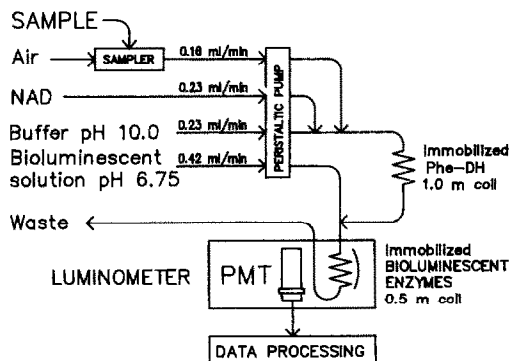 SAMPLE
Air
SAMPLER
0.18 ml/min
NAD
0.23 ml/min
Buffer pH 10.0
0.23 ml/min
Bioluminescent
solution pH 6.75
0.42 ml/min
PERISTALTIC PUMP
Immobilized
Phe-DH
1.0 m coil
Waste
LUMINOMETER
PMT
Immobilized
BIOLUMINESCENT
ENZYMES
0.5 m coil
DATA PROCESSING